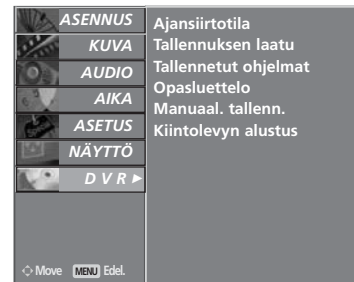 ASENNUS
KUVA
AUDIO
AIKA
ASETUS
NÄYTTÖ
D V R ►
Move MENU Edel.
Ajansiirtotila
Tallennuksen laatu
Tallennetut ohjelmat
Opasluettelo
Manuaal. tallenn.
Kiintolevyn alustus